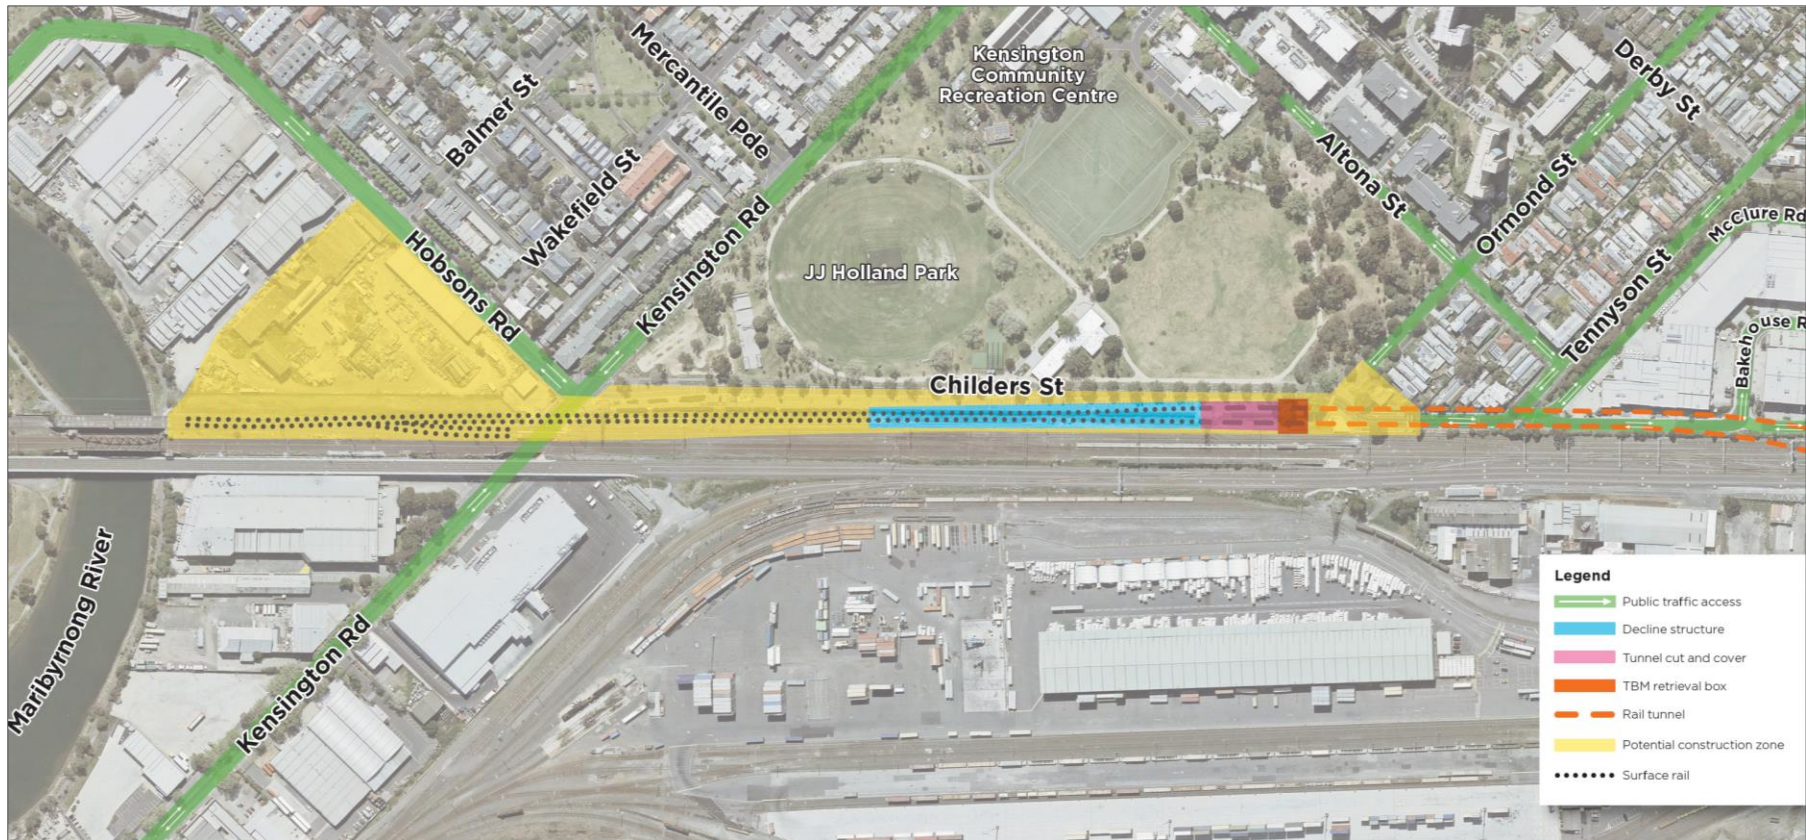 Mercantile Pde
Kensington
Community
Recreation Centre
Derby St
Balmer St
Wakefield St
Altona St
Ormond St
McClure Rd
Kensington Rd
Hobsons Rd
JJ Holland Park
Tennyson St
Bakehouse R
Childers St
Maribyrnong River
Kensington Rd
Legend
Public traffic access
Decline structure
Tunnel cut and cover
TBM retrieval box
Rail tunnel
Potential construction zone
Surface rail